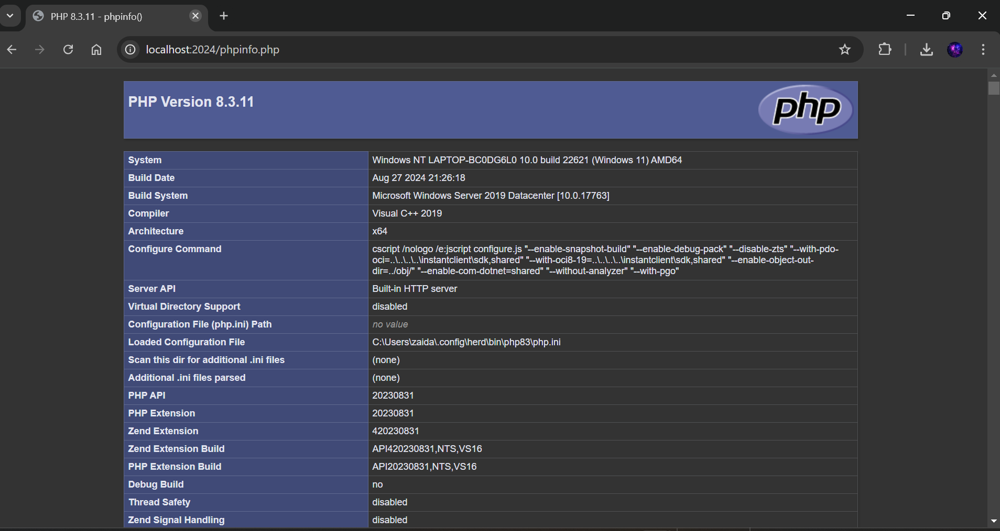 PHP 8.3.11 - phpinfo()
localhost:2024/phpinfo.php
PHP Version 8.3.11
php
System Windows NT LAPTOP-BC0DG6L0 10.0 build 22621 (Windows 11) AMD64
Build Date Aug 27 2024 21:26:18
Build System Microsoft Windows Server 2019 Datacenter [10.0.17763]
Compiler Visual C++ 2019
Architecture x64
Configure Command cscript /nologo /e:jscript configure.js "--enable-snapshot-build" "--enable-debug-pack" "--disable-zts" "--with-pdo-
oci=..\..\..\..\instantclient\sdk,shared" "--with-oci8-19=..\..\..\..\instantclient\sdk,shared" "--enable-object-out-
dir=../obj/" "--enable-com-dotnet=shared" "--without-analyzer" "--with-pgo"
Server API Built-in HTTP server
Virtual Directory Support disabled
Configuration File (php.ini) Path no value
Loaded Configuration File C:\Users\zaida\.config\herd\bin\php83\php.ini
Scan this dir for additional .ini files (none)
Additional .ini files parsed (none)
PHP API 20230831
PHP Extension 20230831
Zend Extension 420230831
Zend Extension Build API420230831,NTS,VS16
PHP Extension Build API20230831,NTS,VS16
Debug Build no
Thread Safety disabled
Zend Signal Handling disabled